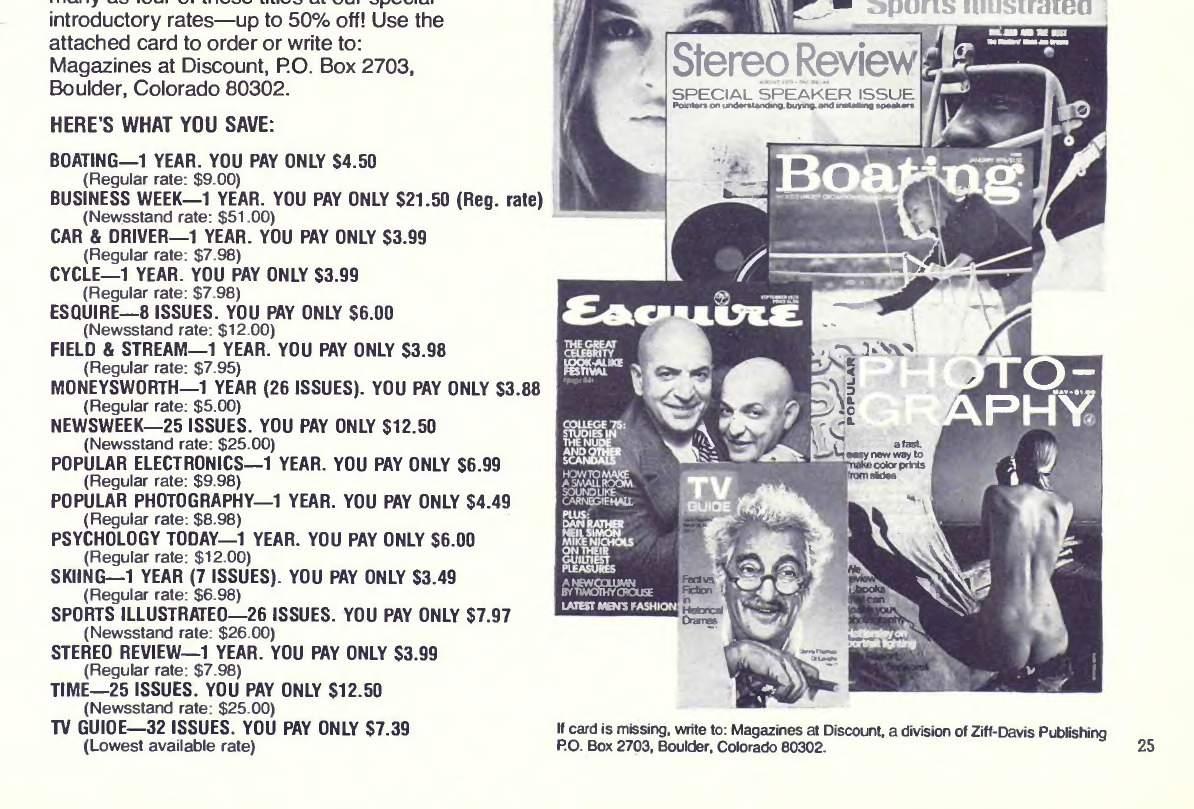 many as four of these titles at our special
introductory rates—up to 50% off! Use the
attached card to order or write to:
Magazines at Discount, P.O. Box 2703,
Boulder, Colorado 80302.
HERE'S WHAT YOU SAVE:
BOATING—1 YEAR. YOU PAY ONLY $4.50
(Regular rate: $9.00)
BUSINESS WEEK—1 YEAR. YOU PAY ONLY $21.50 (Reg. rate)
(Newsstand rate: $51.00)
CAR & DRIVER—1 YEAR. YOU PAY ONLY $3.99
(Regular rate: $7.98)
CYCLE—1 YEAR. YOU PAY ONLY $3.99
(Regular rate: $7.98)
ESQUIRE—8 ISSUES. YOU PAY ONLY $6.00
(Newsstand rate: $12.00)
FIELD & STREAM—1 YEAR. YOU PAY ONLY $3.98
(Regular rate: $7.95)
MONEYSWORTH—1 YEAR (26 ISSUES). YOU PAY ONLY $3.88
(Regular rate: $5.00)
NEWSWEEK—25 ISSUES. YOU PAY ONLY $12.50
(Newsstand rate: $25.00)
POPULAR ELECTRONICS—1 YEAR. YOU PAY ONLY $6.99
(Regular rate: $9.98)
POPULAR PHOTOGRAPHY—1 YEAR. YOU PAY ONLY $4.49
(Regular rate: $8.98)
PSYCHOLOGY TODAY—1 YEAR. YOU PAY ONLY $6.00
(Regular rate: $12.00)
SKIING—1 YEAR (7 ISSUES). YOU PAY ONLY $3.49
(Regular rate: $6.98)
SPORTS ILLUSTRATED—26 ISSUES. YOU PAY ONLY $7.97
(Newsstand rate: $26.00)
STEREO REVIEW—1 YEAR. YOU PAY ONLY $3.99
(Regular rate: $7.98)
TIME—25 ISSUES. YOU PAY ONLY $12.50
(Newsstand rate: $25.00)
TV GUIDE—32 ISSUES. YOU PAY ONLY $7.39
(Lowest available rate)
Sports Illustrated
Stereo Review
SPECIAL SPEAKER ISSUE
Pointers on understanding, buying, and installing speakers
Boating
Esquire
THE GREAT
CELEBRITY
LOOK-ALIKE
FESTIVAL
COLLEGE '75:
STUDIES IN
THE NUDE
AND OTHER
SCANDALS
HOW TO MAKE
A SMALL ROOM
SOUND LIKE
CARNEGIE HALL
PLUS:
DAN RATHER
NEIL SIMON
MIKE NICHOLS
ON THEIR
GUILTIEST
PLEASURES
A NEW COLUMN
BY TIMOTHY CROUSE
LATEST MEN'S FASHION
POPULAR
PHOTO-
GRAPHY
a fast,
easy new way to
make color prints
from slides
TV
GUIDE
Fact vs.
Fiction
in
Historical
Dramas
If card is missing, write to: Magazines at Discount, a division of Ziff-Davis Publishing
P.O. Box 2703, Boulder, Colorado 80302.
25